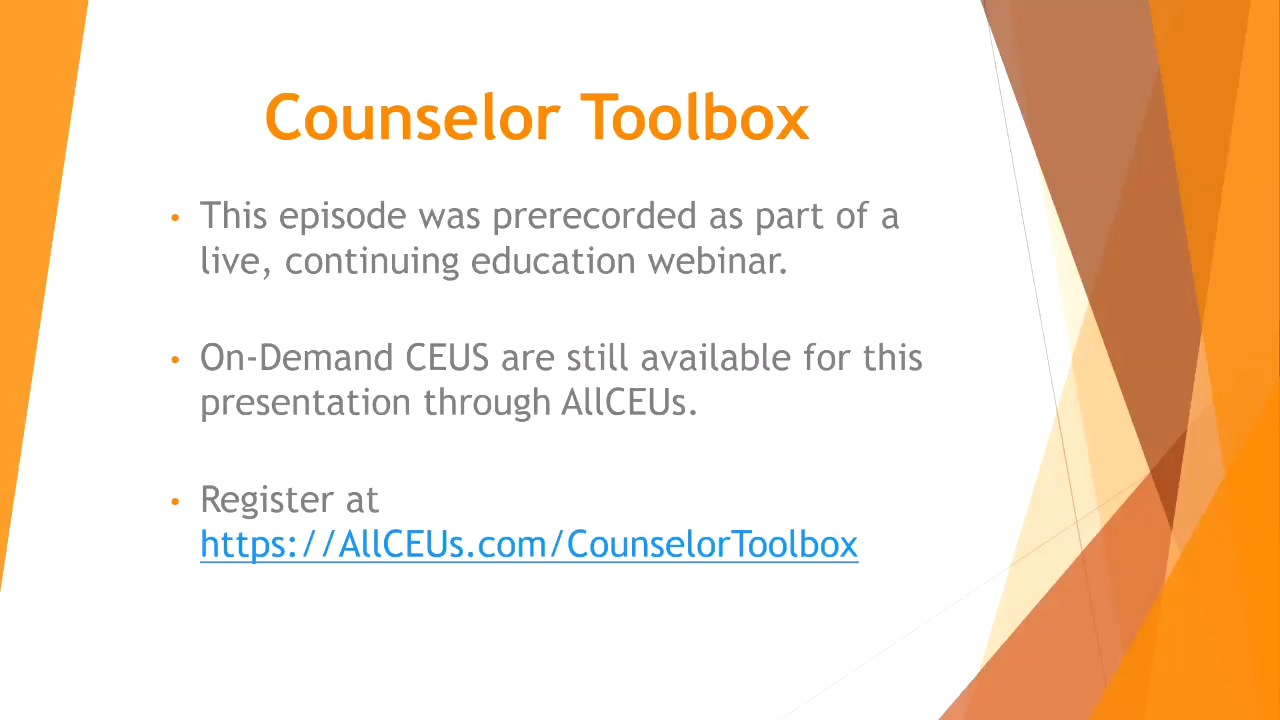 Counselor Toolbox
• This episode was prerecorded as part of a
live, continuing education webinar.
• On-Demand CEUS are still available for this
presentation through AllCEUs.
• Register at
https://AllCEUs.com/CounselorToolbox